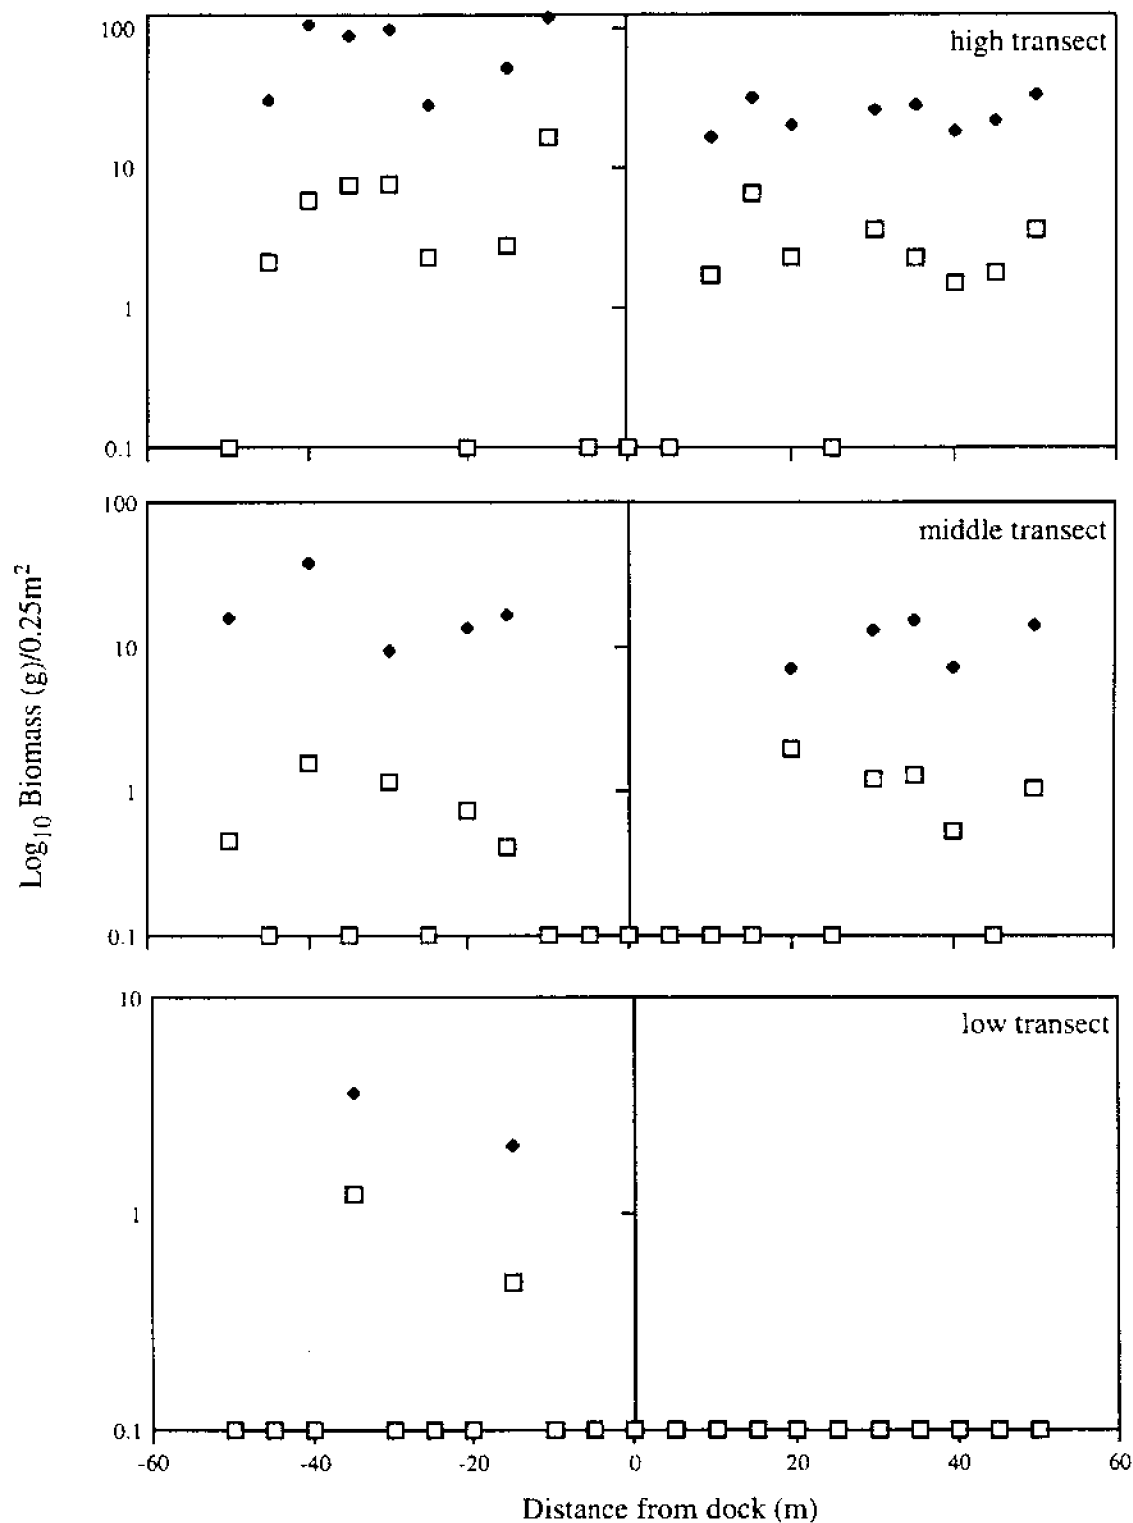 100
high transect
10
1
0.1
100
middle transect
10
1
0.1
Log10 Biomass (g)/0.25m2
10
low transect
1
0.1
-60 -40 -20 0 20 40 60
Distance from dock (m)